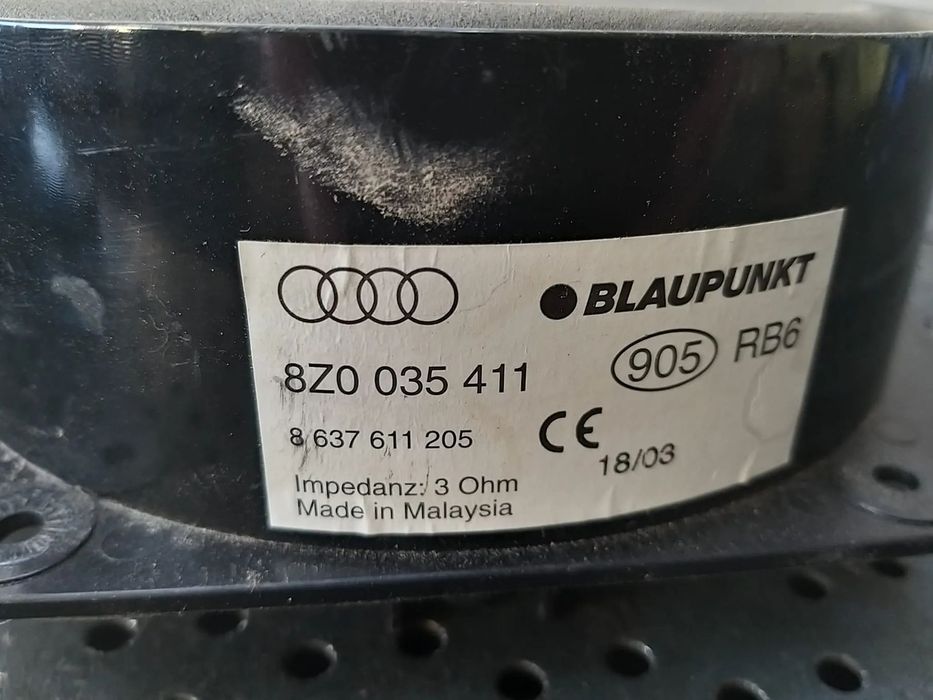 BLAUPUNKT
8Z0 035 411
905 RB6
8 637 611 205
CE
18/03
Impedanz: 3 Ohm
Made in Malaysia